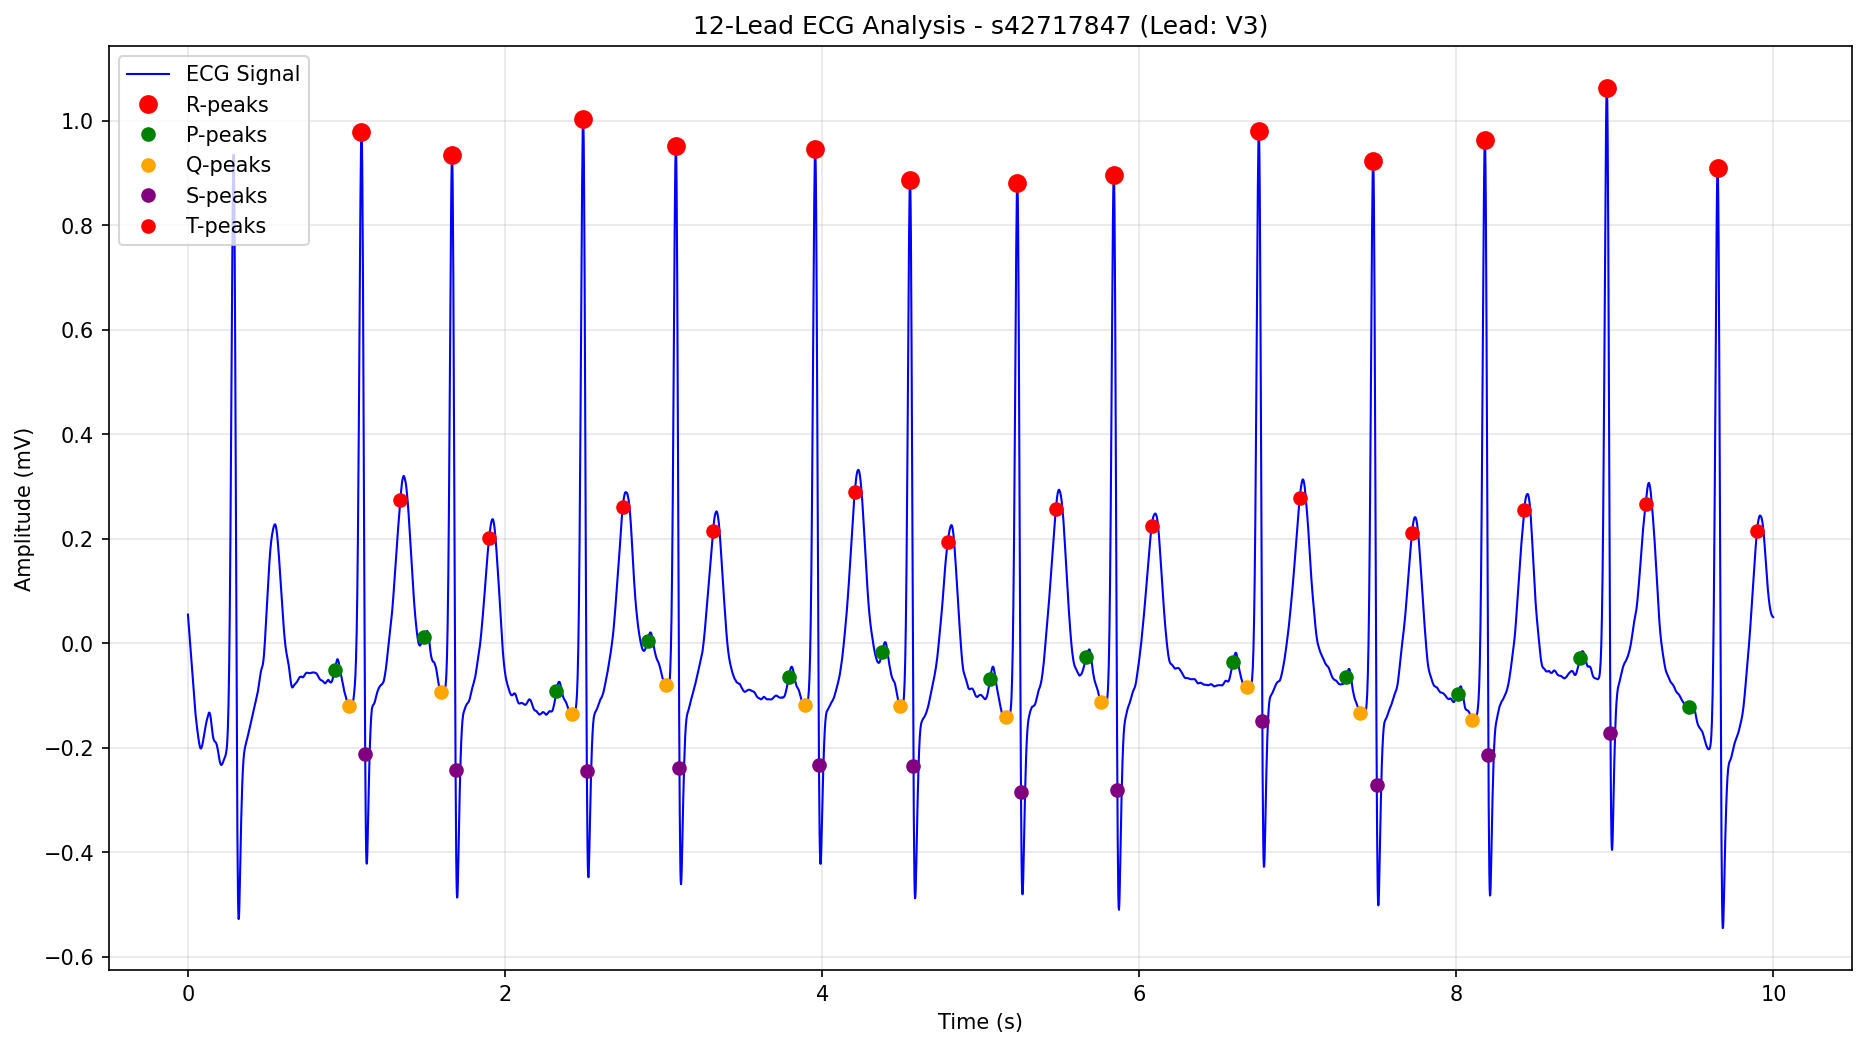 12-Lead ECG Analysis - s42717847 (Lead: V3)
ECG Signal
R-peaks
P-peaks
Q-peaks
S-peaks
T-peaks
Amplitude (mV)
1.0
0.8
0.6
0.4
0.2
0.0
−0.2
−0.4
−0.6
0 2 4 6 8 10
Time (s)